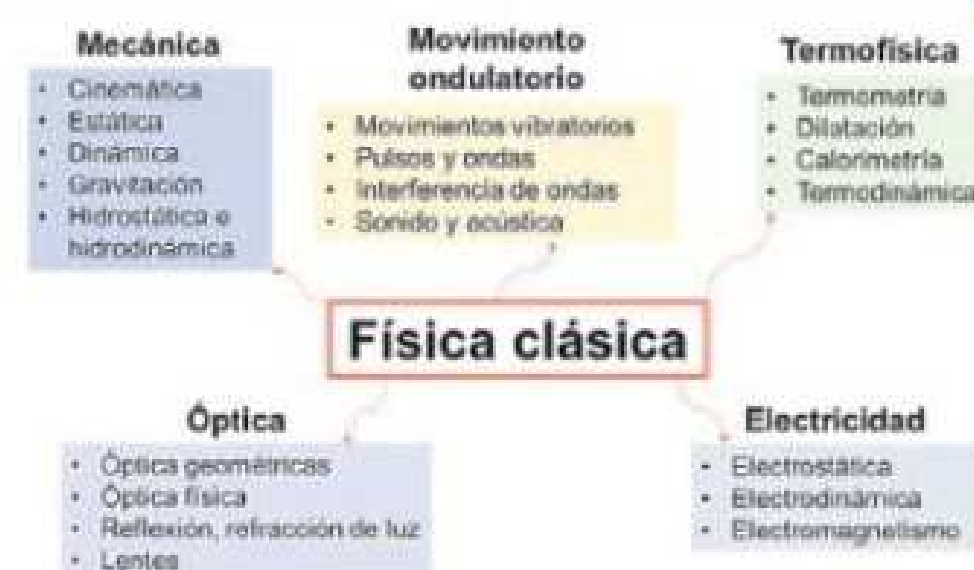 Mecánica
• Cinemática
• Estática
• Dinámica
• Gravitación
• Hidrostática e
hidrodinámica
Movimiento
ondulatorio
• Movimientos vibratorios
• Pulsos y ondas
• Interferencia de ondas
• Sonido y acústica
Termofísica
• Termometría
• Dilatación
• Calorimetría
• Termodinámica
Física clásica
Óptica
• Óptica geométricas
• Óptica física
• Reflexión, refracción de luz
• Lentes
Electricidad
• Electrostática
• Electrodinámica
• Electromagnetismo